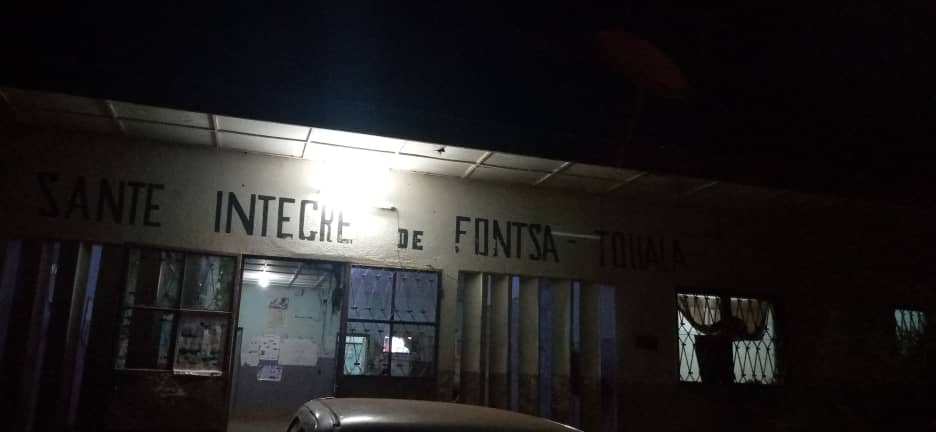 SANTE INTEGRE DE FONTSA - TOUALA